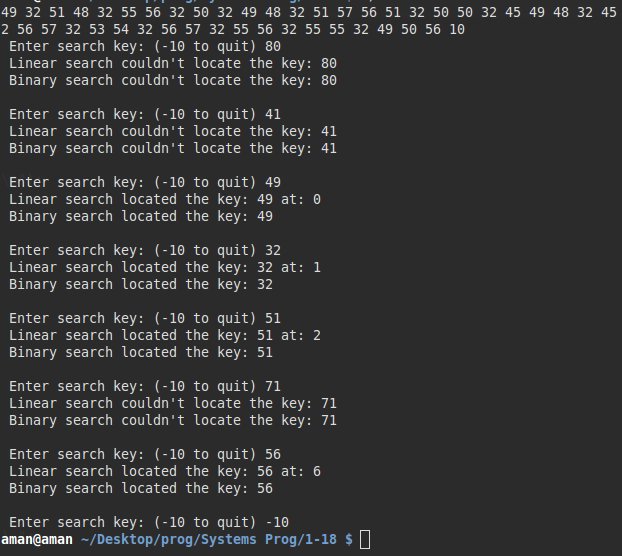 49 32 51 48 32 55 56 32 50 32 49 48 32 51 57 56 51 32 50 50 32 45 49 48 32 45
2 56 57 32 53 54 32 56 57 32 55 56 32 55 55 32 49 50 56 10
Enter search key: (-10 to quit) 80
Linear search couldn't locate the key: 80
Binary search couldn't locate the key: 80
Enter search key: (-10 to quit) 41
Linear search couldn't locate the key: 41
Binary search couldn't locate the key: 41
Enter search key: (-10 to quit) 49
Linear search located the key: 49 at: 0
Binary search located the key: 49
Enter search key: (-10 to quit) 32
Linear search located the key: 32 at: 1
Binary search located the key: 32
Enter search key: (-10 to quit) 51
Linear search located the key: 51 at: 2
Binary search located the key: 51
Enter search key: (-10 to quit) 71
Linear search couldn't locate the key: 71
Binary search couldn't locate the key: 71
Enter search key: (-10 to quit) 56
Linear search located the key: 56 at: 6
Binary search located the key: 56
Enter search key: (-10 to quit) -10
aman@aman ~/Desktop/prog/Systems Prog/1-18 $